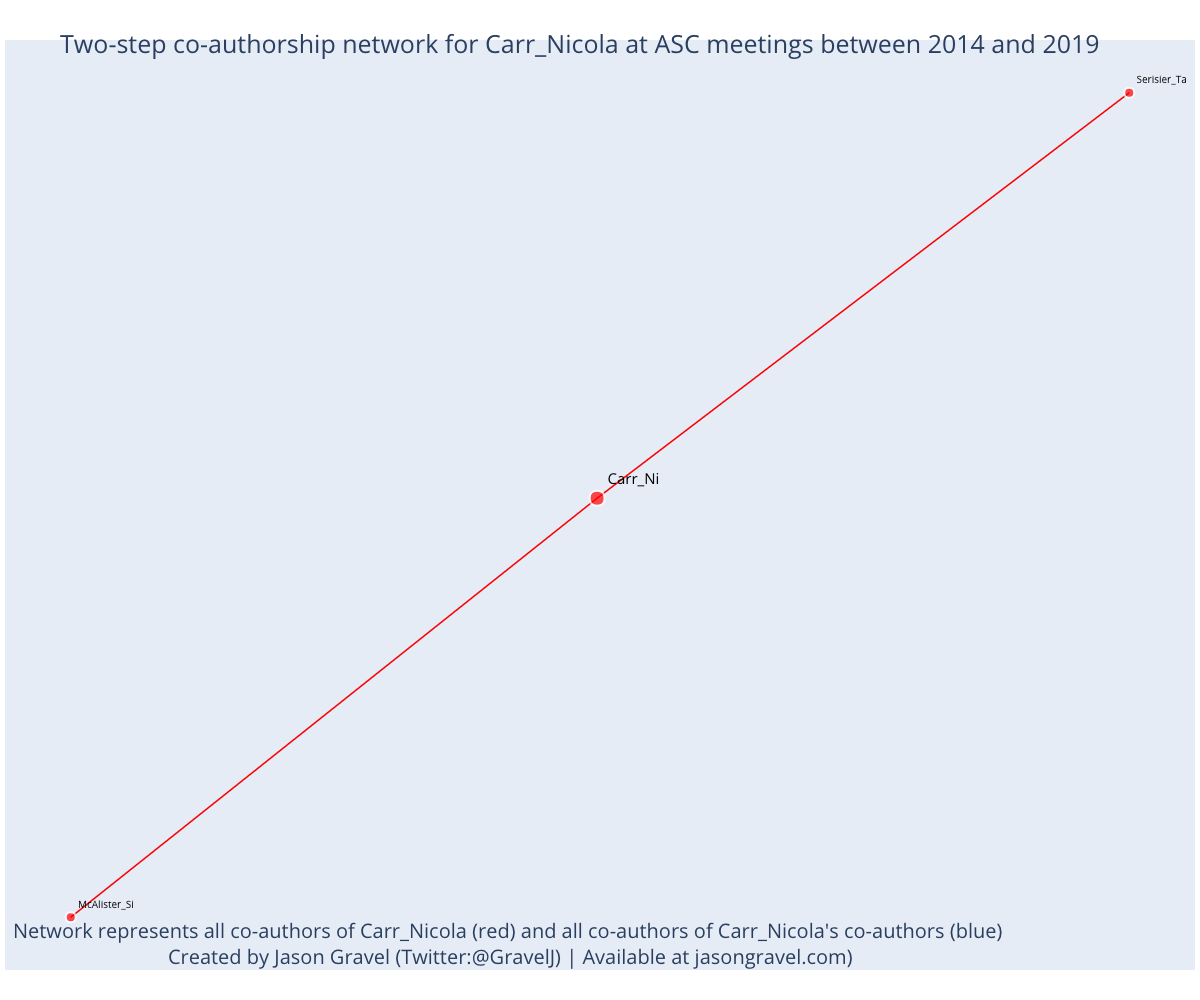 Two-step co-authorship network for Carr_Nicola at ASC meetings between 2014 and 2019
Serisier_Ta
Carr_Ni
McAlister_Si
Network represents all co-authors of Carr_Nicola (red) and all co-authors of Carr_Nicola's co-authors (blue)
Created by Jason Gravel (Twitter:@GravelJ) | Available at jasongravel.com)